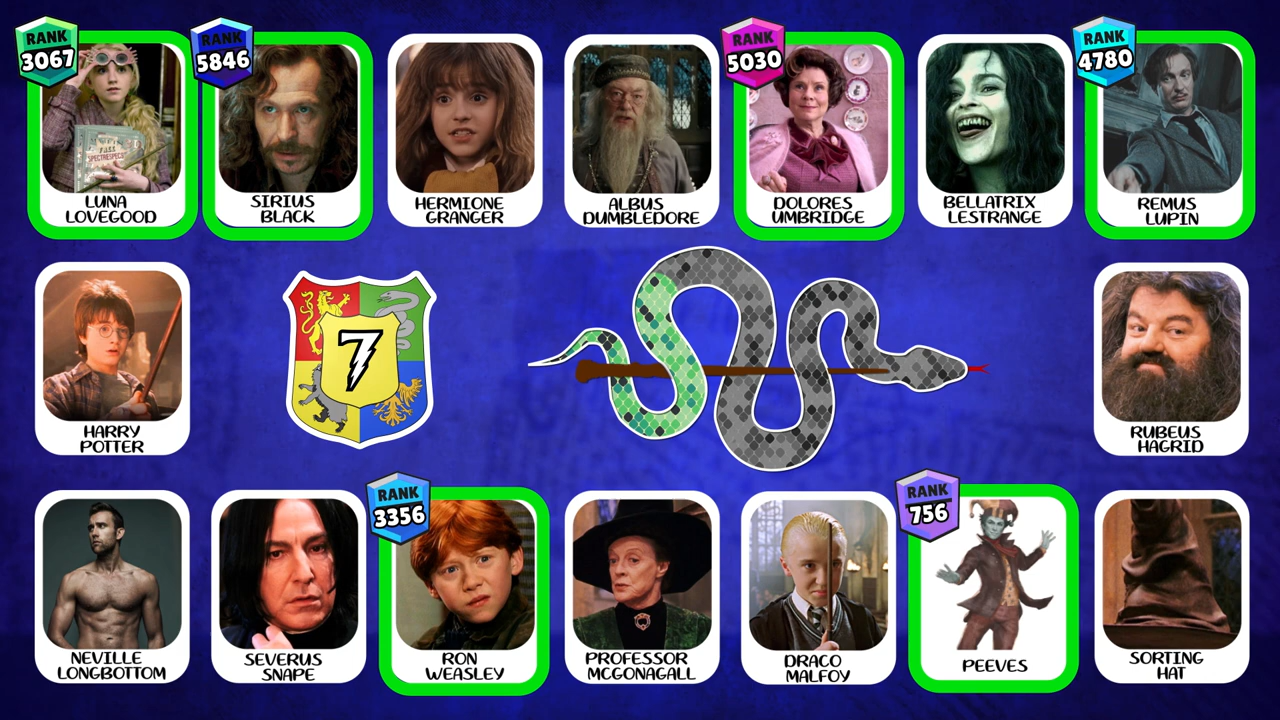 RANK
3067
RANK
5846
RANK
5030
RANK
4780
LUNA
LOVEGOOD
SIRIUS
BLACK
HERMIONE
GRANGER
ALBUS
DUMBLEDORE
DOLORES
UMBRIDGE
BELLATRIX
LESTRANGE
REMUS
LUPIN
FREE
SPECTRESPECS
HARRY
POTTER
7
RUBEUS
HAGRID
RANK
3356
RANK
756
NEVILLE
LONGBOTTOM
SEVERUS
SNAPE
RON
WEASLEY
PROFESSOR
MCGONAGALL
DRACO
MALFOY
PEEVES
SORTING
HAT